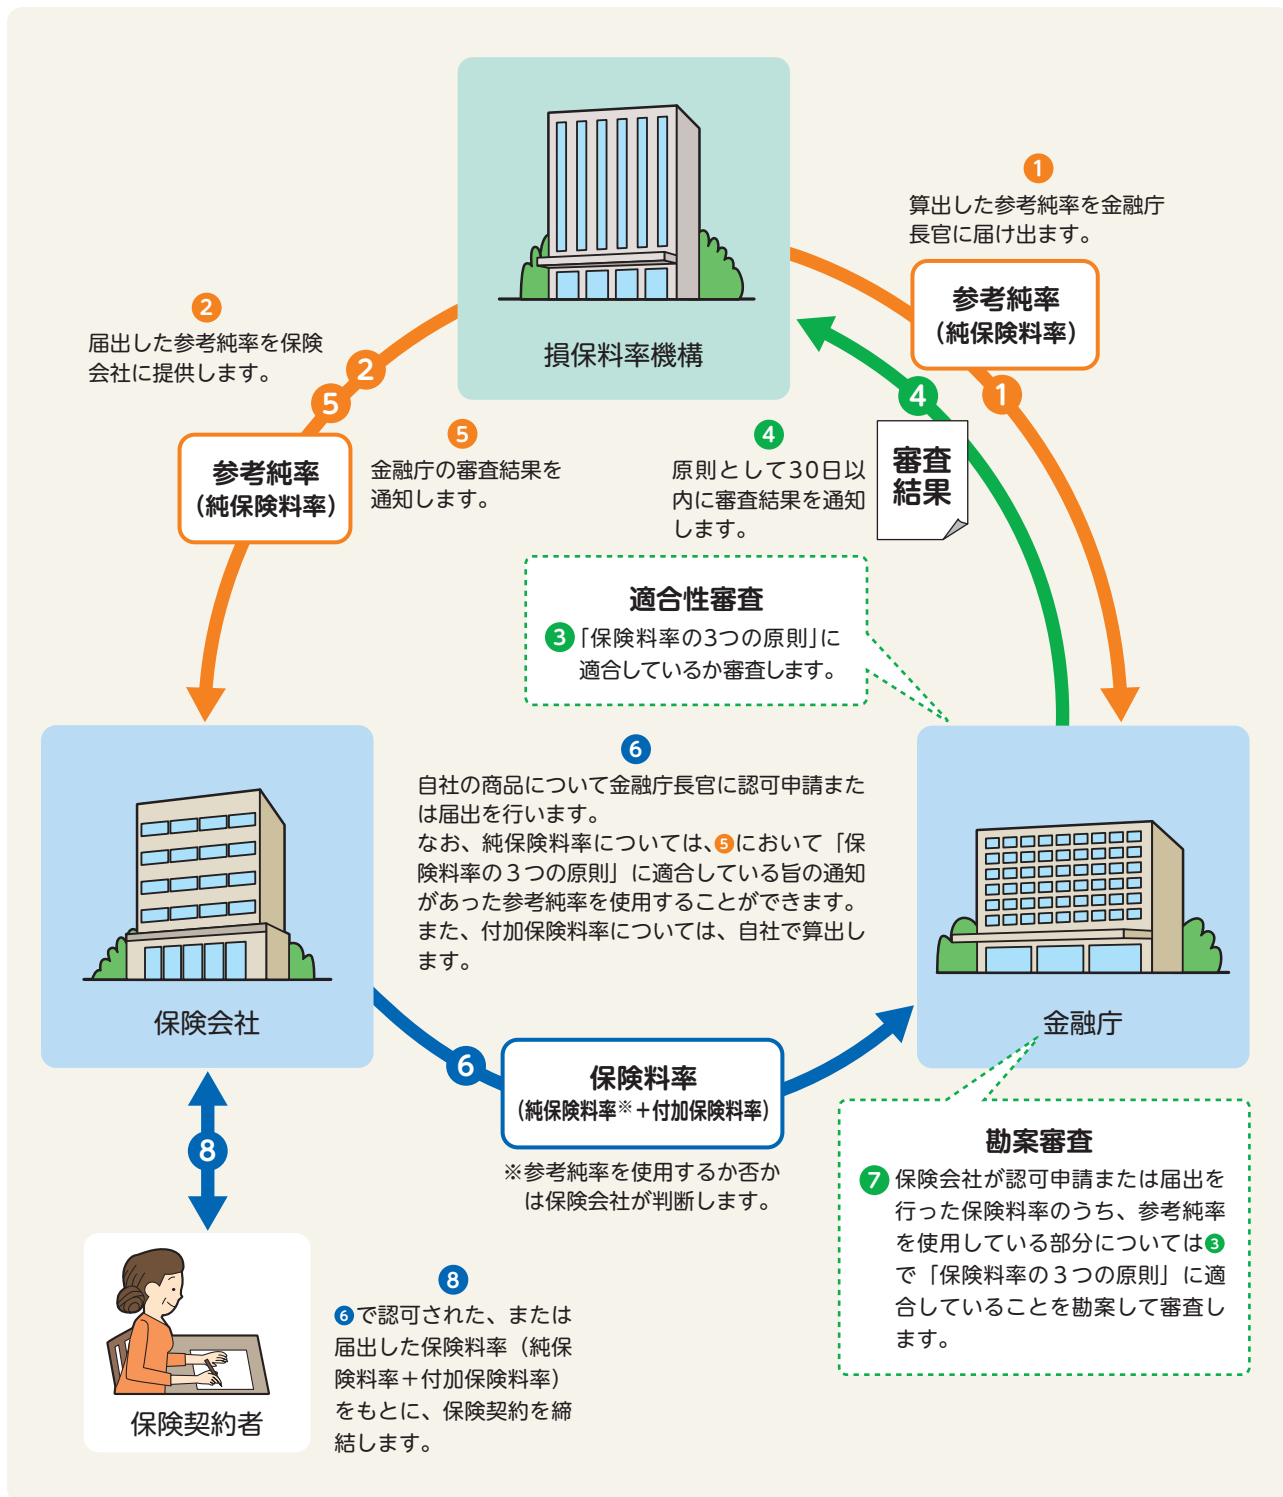 損保料率機構
1
算出した参考純率を金融庁
長官に届け出ます。
参考純率
(純保険料率)
1
2
届出した参考純率を保険
会社に提供します。
2
5
参考純率
(純保険料率)
5
金融庁の審査結果を
通知します。
4
原則として30日以
内に審査結果を通知
します。
4
審査
結果
適合性審査
3「保険料率の3つの原則」に
適合しているか審査します。
6
自社の商品について金融庁長官に認可申請また
は届出を行います。
なお、純保険料率については、5において「保
険料率の3つの原則」に適合している旨の通知
があった参考純率を使用することができます。
また、付加保険料率については、自社で算出し
ます。
保険会社
金融庁
6
保険料率
(純保険料率※+付加保険料率)
※参考純率を使用するか否か
は保険会社が判断します。
勘案審査
7 保険会社が認可申請または届出を
行った保険料率のうち、参考純率
を使用している部分については3
で「保険料率の3つの原則」に適
合していることを勘案して審査し
ます。
8
保険契約者
8
6で認可された、または
届出した保険料率(純保
険料率+付加保険料率)
をもとに、保険契約を締
結します。